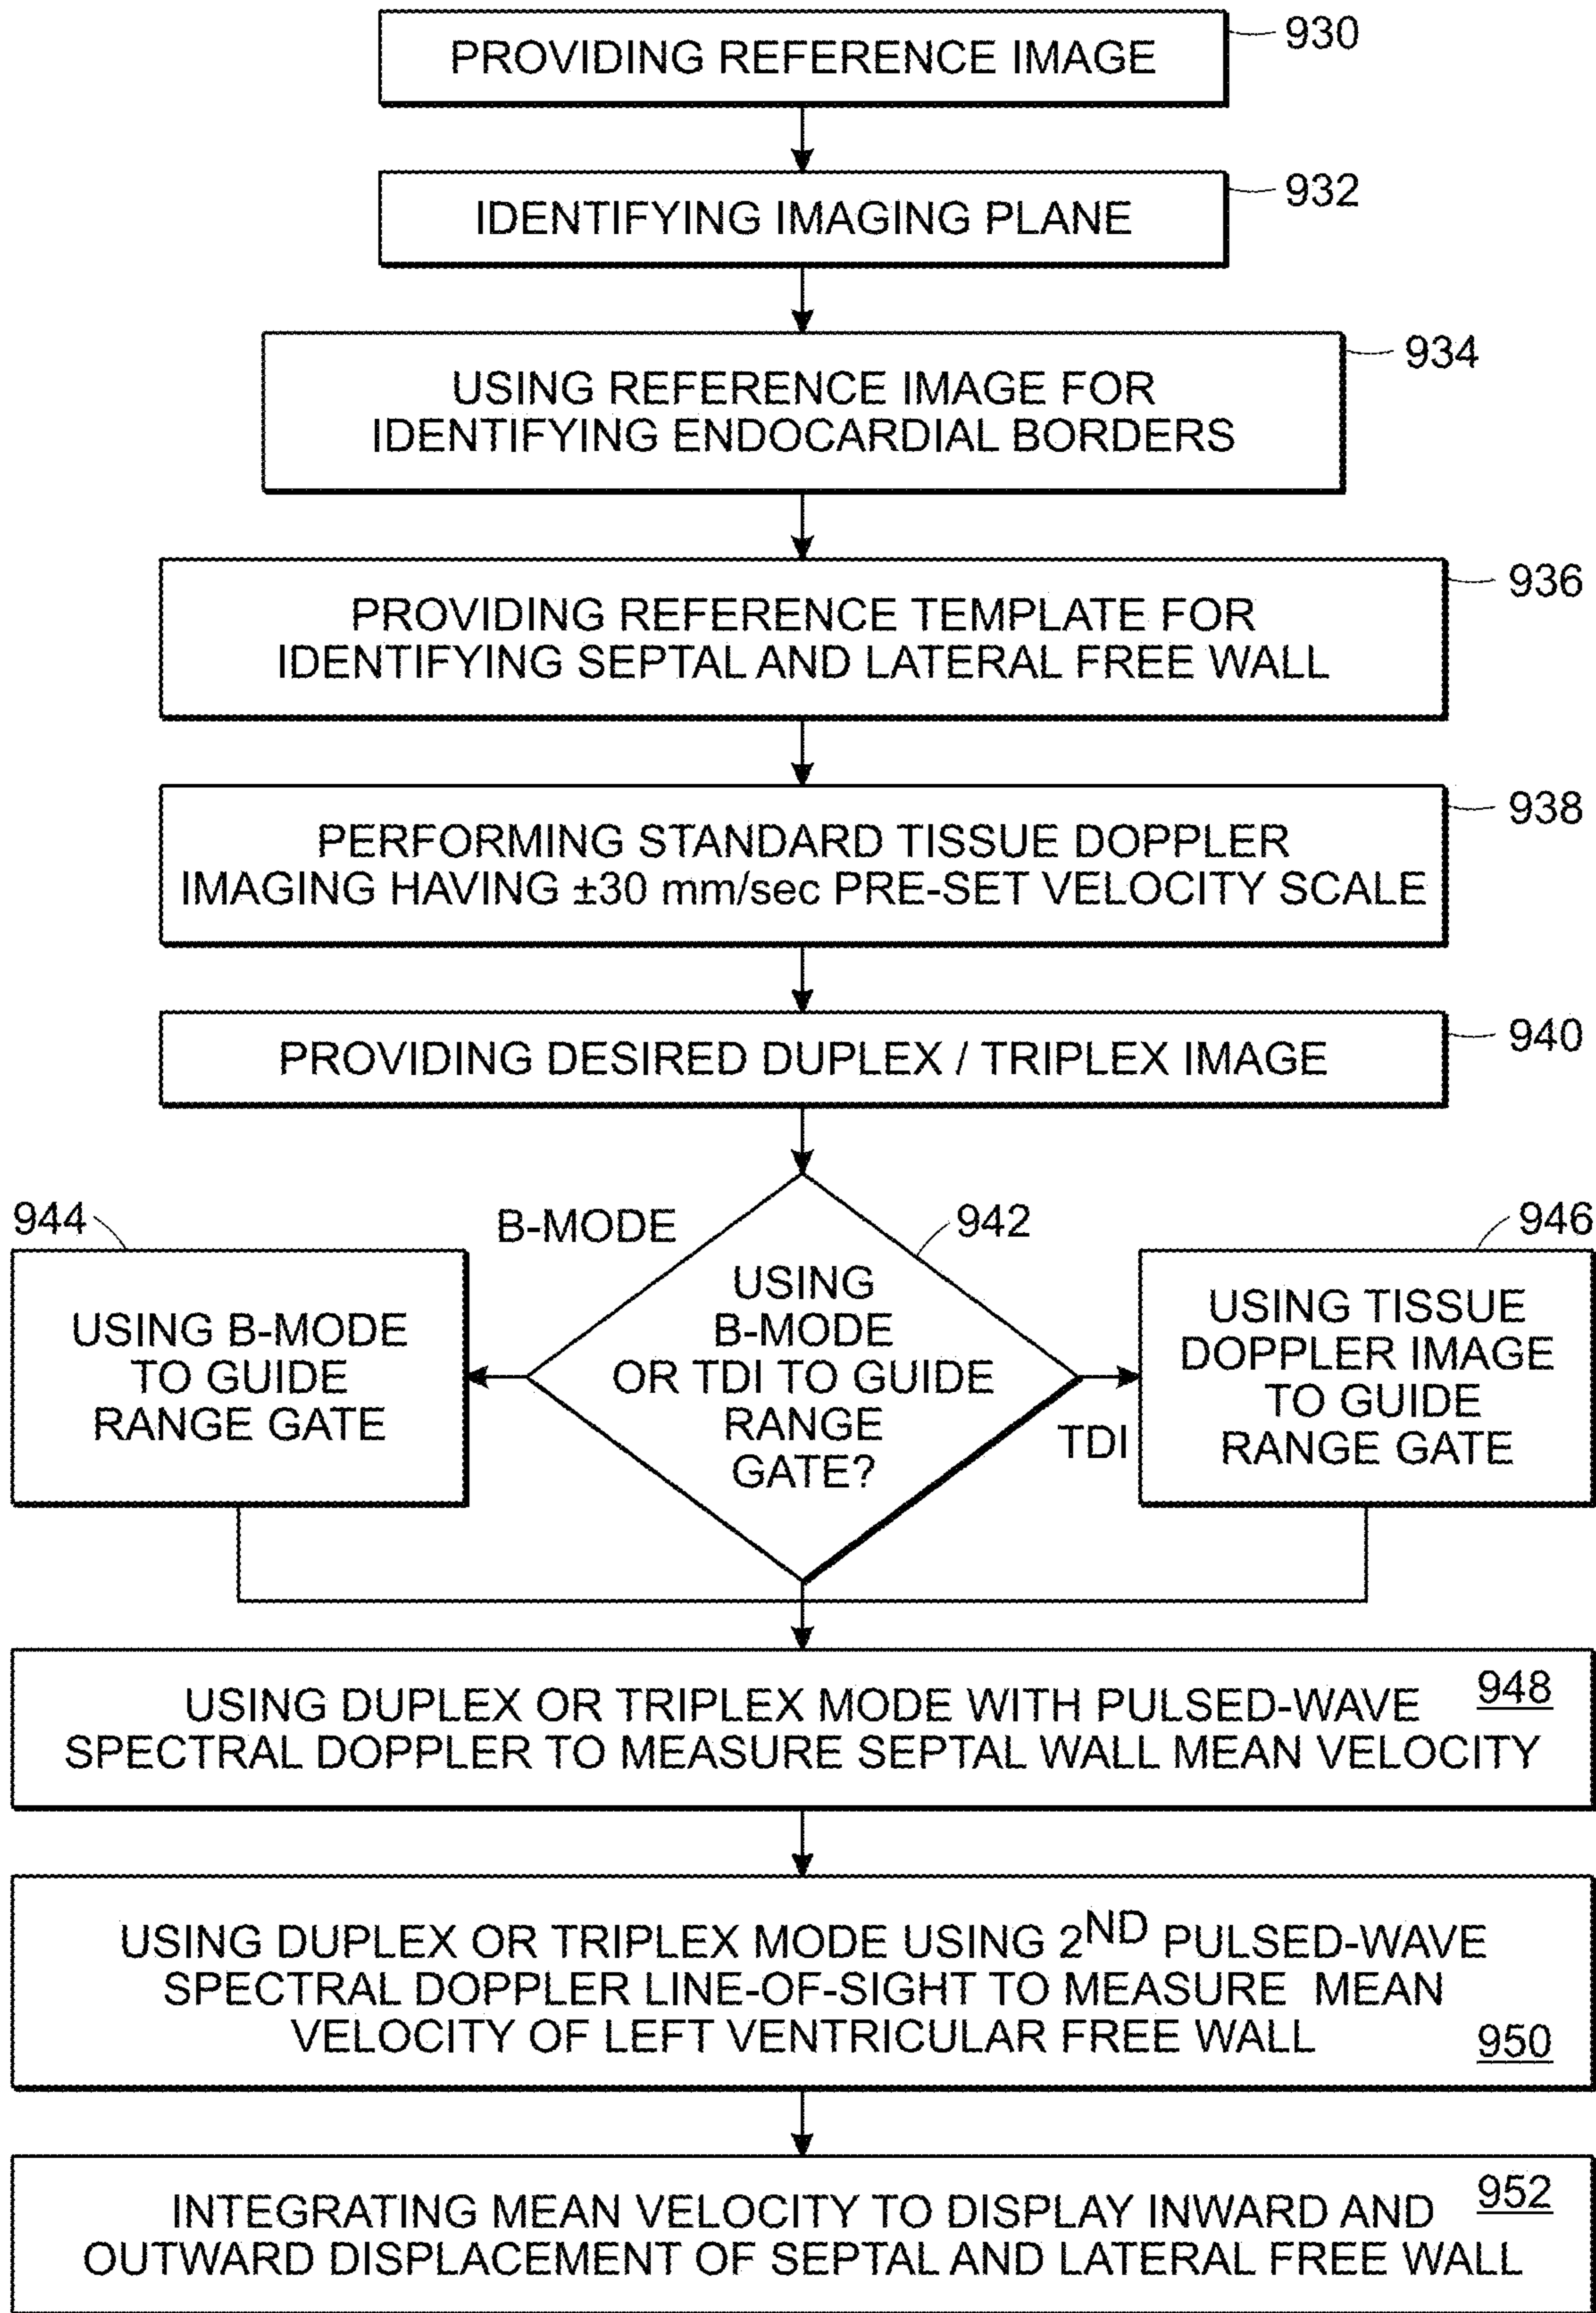 PROVIDING REFERENCE IMAGE
930
IDENTIFYING IMAGING PLANE
932
934
USING REFERENCE IMAGE FOR
IDENTIFYING ENDOCARDIAL BORDERS
936
PROVIDING REFERENCE TEMPLATE FOR
IDENTIFYING SEPTAL AND LATERAL FREE WALL
938
PERFORMING STANDARD TISSUE DOPPLER
IMAGING HAVING ±30 mm/sec PRE-SET VELOCITY SCALE
940
PROVIDING DESIRED DUPLEX / TRIPLEX IMAGE
944
B-MODE
942
946
USING B-MODE
TO GUIDE
RANGE GATE
USING
B-MODE
OR TDI TO GUIDE
RANGE
GATE?
TDI
USING TISSUE
DOPPLER IMAGE
TO GUIDE
RANGE GATE
USING DUPLEX OR TRIPLEX MODE WITH PULSED-WAVE 948
SPECTRAL DOPPLER TO MEASURE SEPTAL WALL MEAN VELOCITY
USING DUPLEX OR TRIPLEX MODE USING 2ND PULSED-WAVE
SPECTRAL DOPPLER LINE-OF-SIGHT TO MEASURE MEAN
VELOCITY OF LEFT VENTRICULAR FREE WALL 950
INTEGRATING MEAN VELOCITY TO DISPLAY INWARD AND 952
OUTWARD DISPLACEMENT OF SEPTAL AND LATERAL FREE WALL